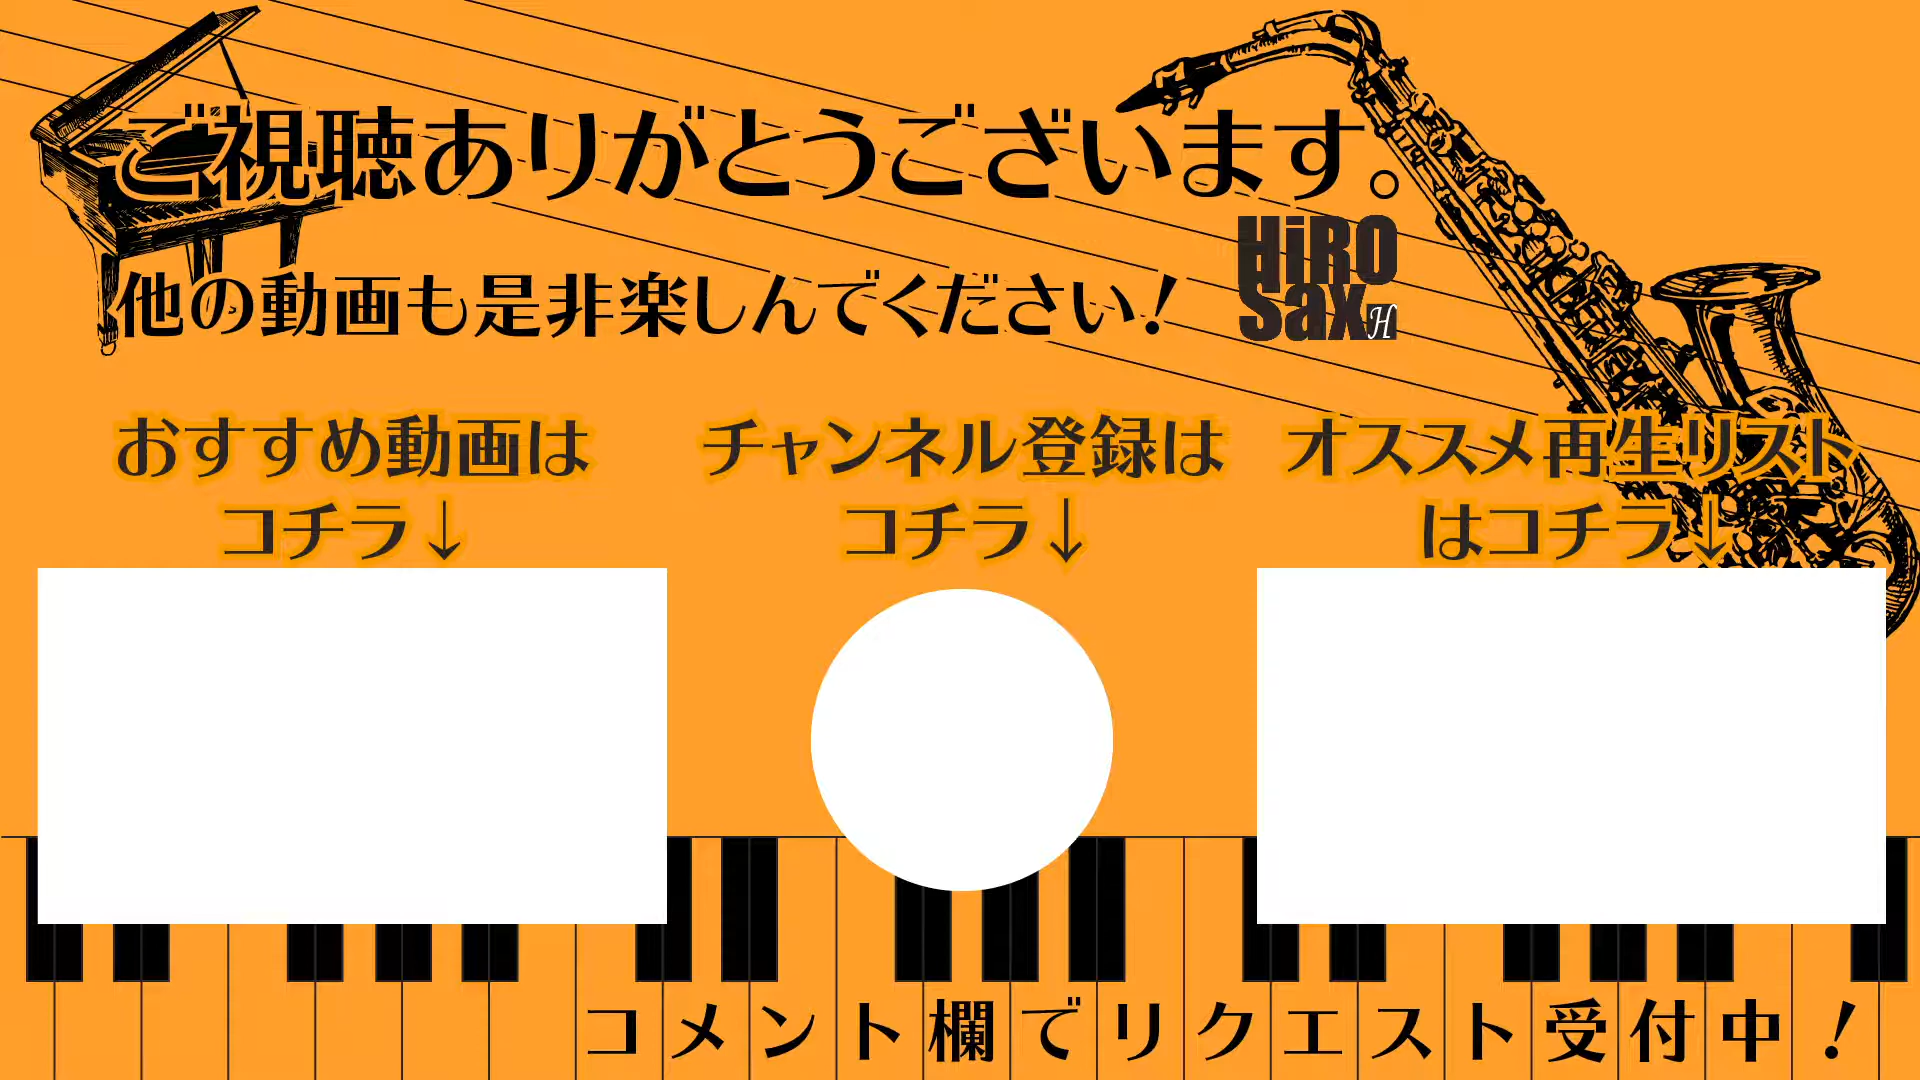 ご視聴ありがとうございます。
他の動画も是非楽しんでください!
HiRO
Sax H
おすすめ動画は
コチラ↓
チャンネル登録は
コチラ↓
オススメ再生リスト
はコチラ↓
コメント欄でリクエスト受付中!